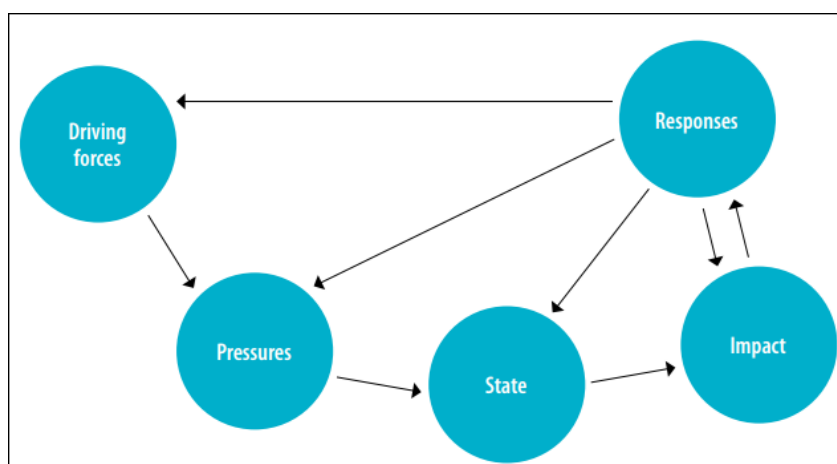 Driving
forces
Responses
Pressures
State
Impact